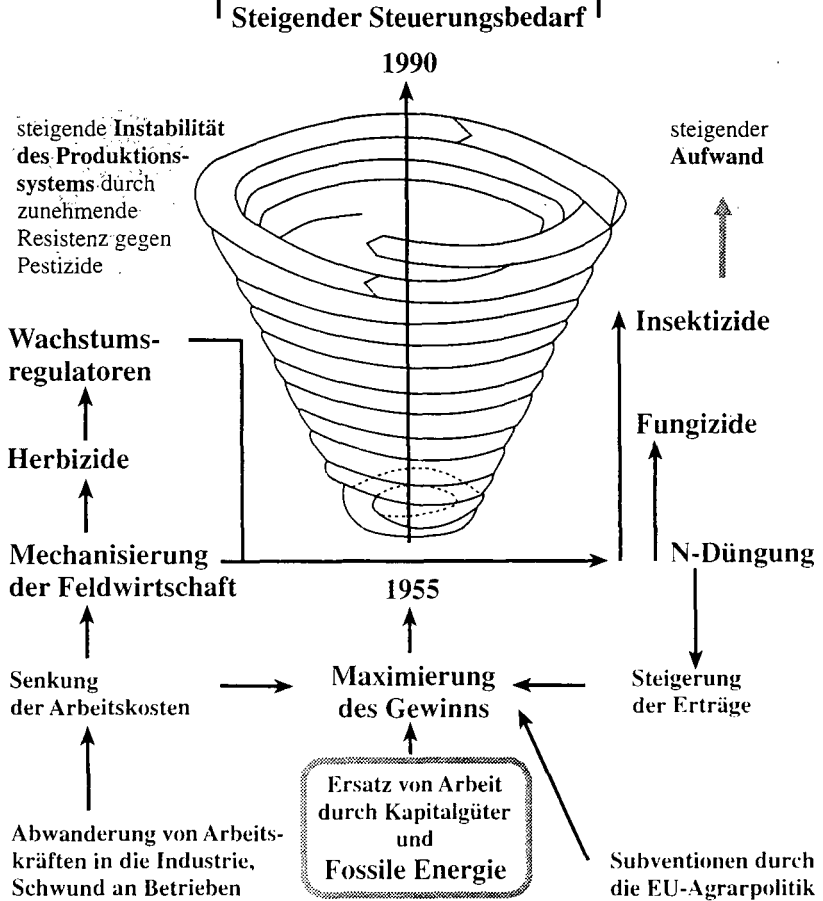 Steigender Steuerungsbedarf
1990
steigende Instabilität
des Produktions-
systems durch
zunehmende
Resistenz gegen
Pestizide
steigender
Aufwand
Insektizide
Wachstums-
regulatoren
Fungizide
Herbizide
Mechanisierung
der Feldwirtschaft
N-Düngung
1955
Senkung
der Arbeitskosten
Maximierung
des Gewinns
Steigerung
der Erträge
Ersatz von Arbeit
durch Kapitalgüter
und
Fossile Energie
Abwanderung von Arbeits-
kräften in die Industrie,
Schwund an Betrieben
Subventionen durch
die EU-Agrarpolitik